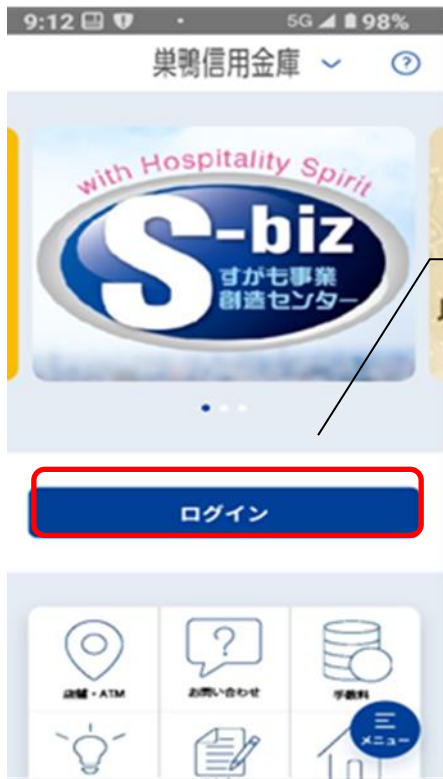 9:12 5G 98%
巣鴨信用金庫
with Hospitality Spirit
S-biz
すがも事業
創造センター
ログイン
店舗・ATM
お問い合わせ
手数料
メニュー